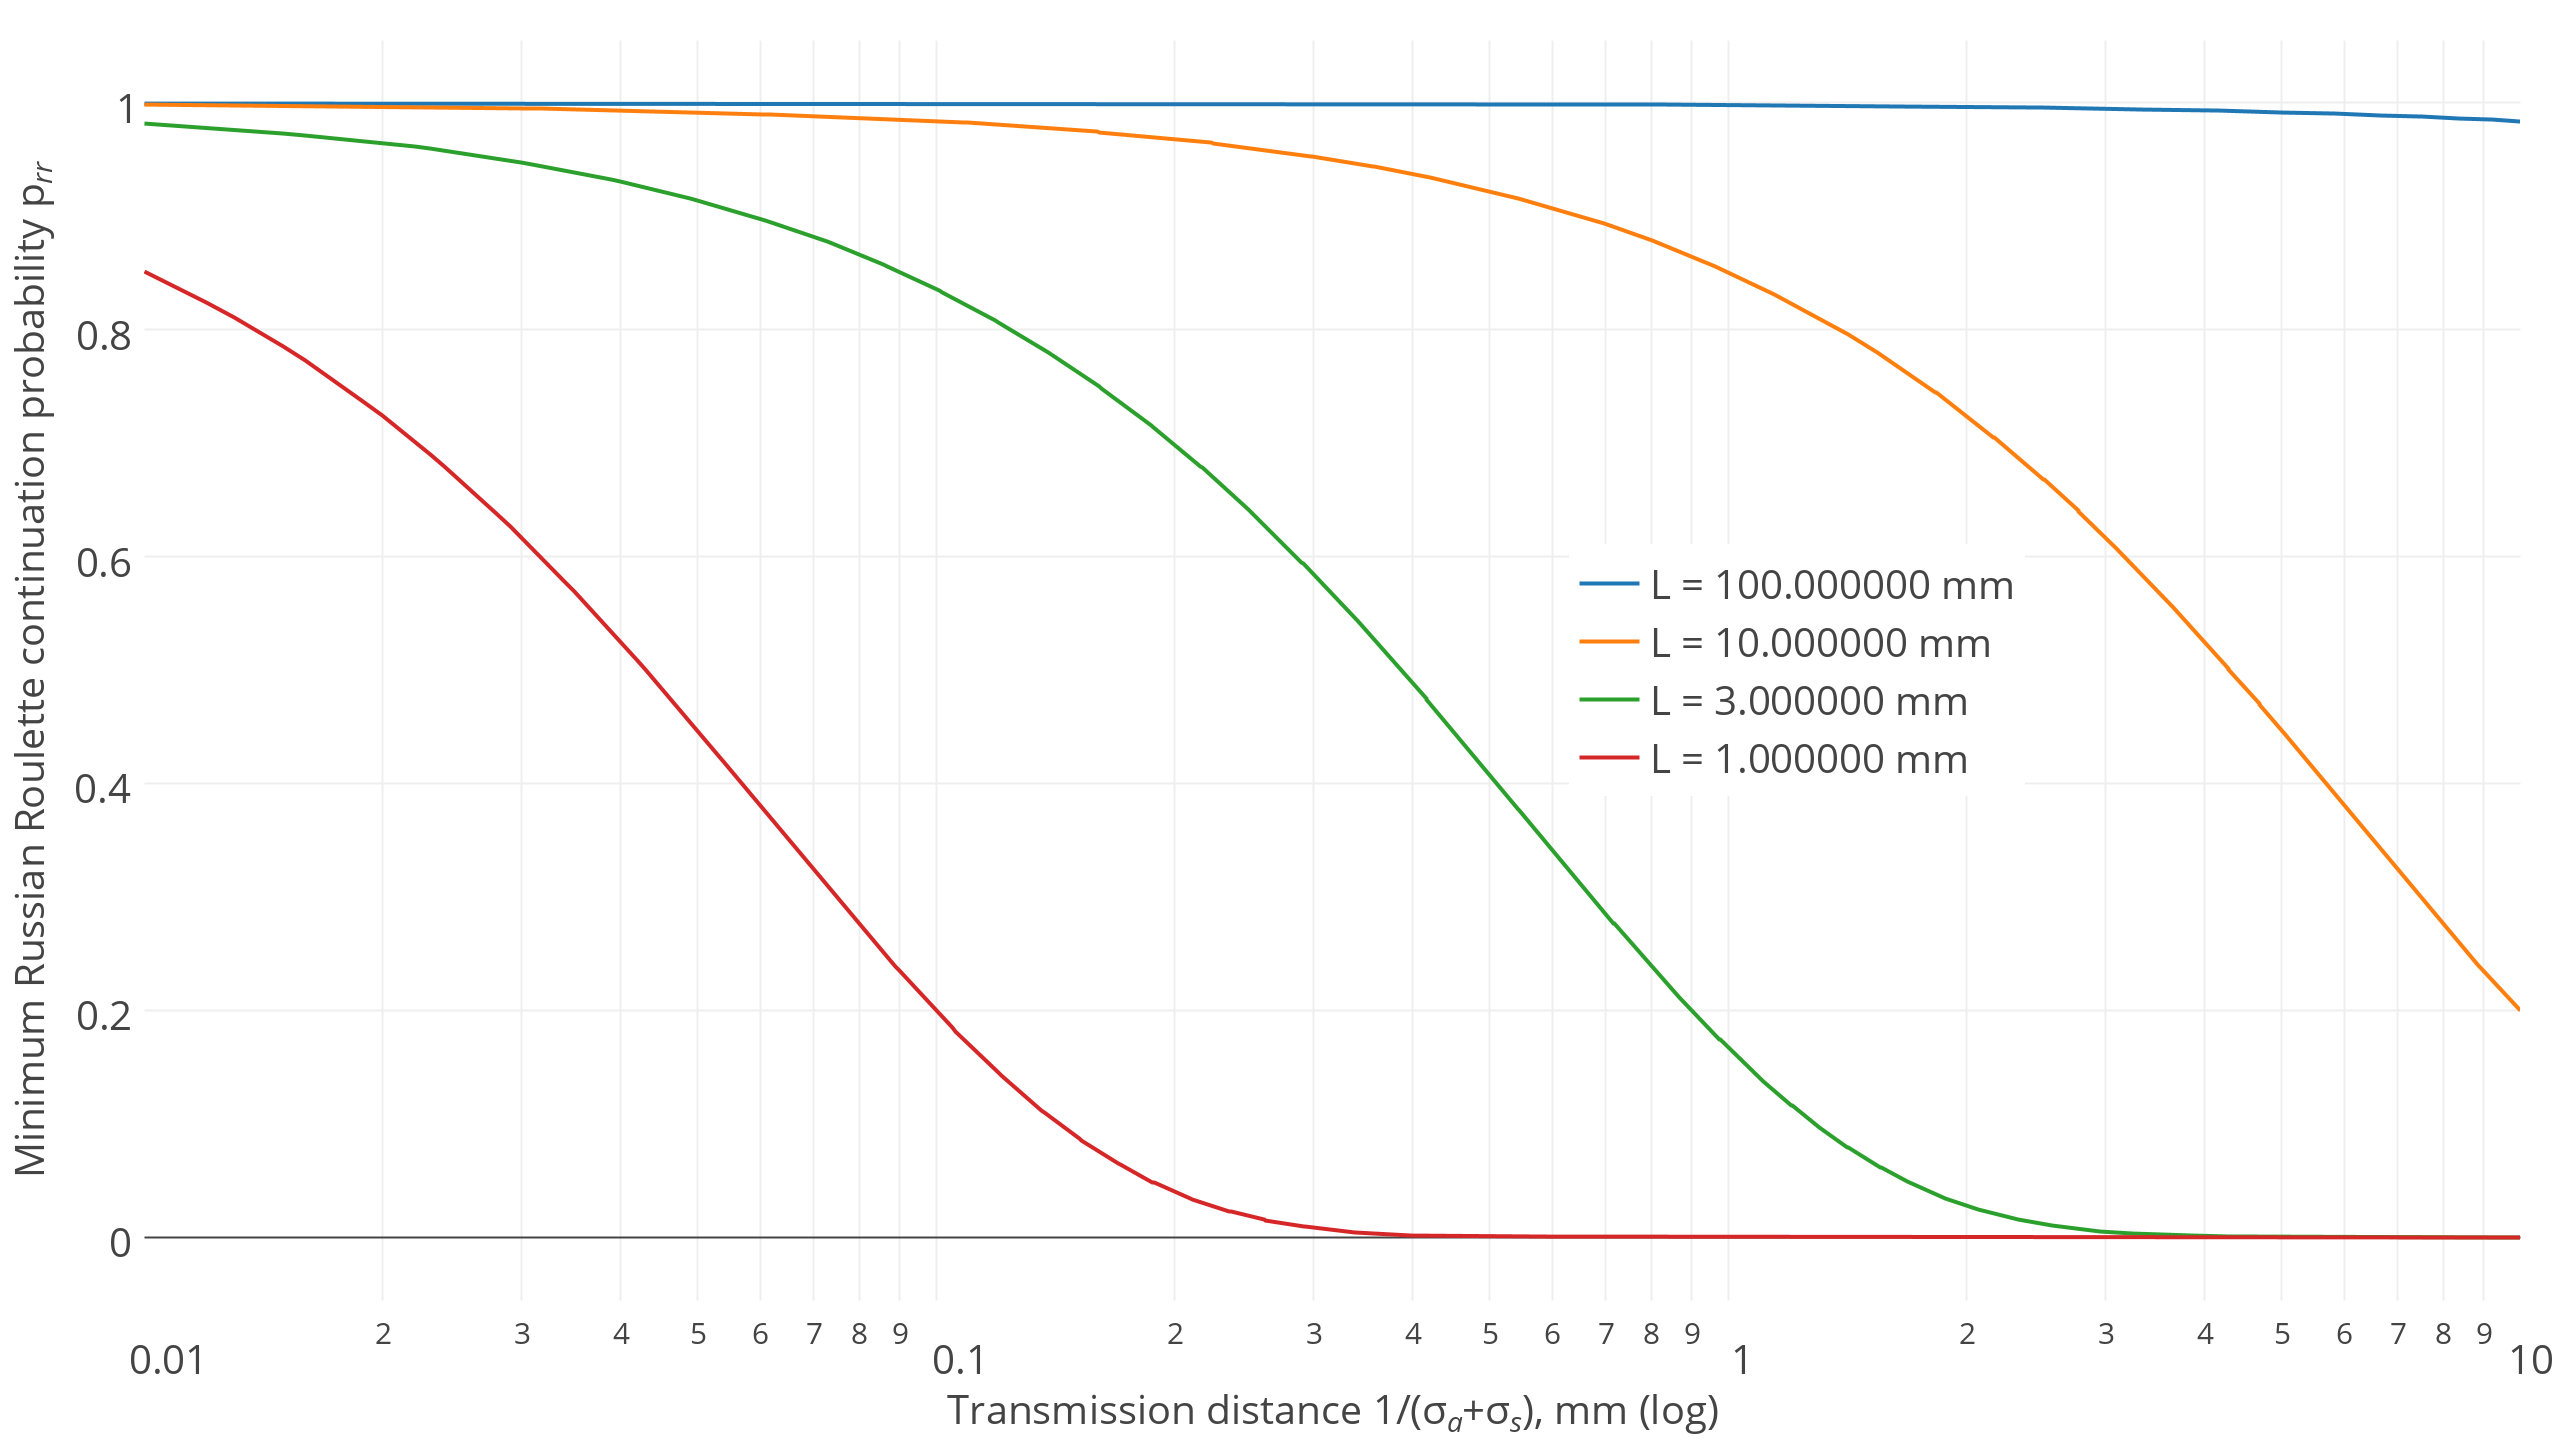 Minimum Russian Roulette continuation probability prr
1
0.8
0.6
0.4
0.2
0
L = 100.000000 mm
L = 10.000000 mm
L = 3.000000 mm
L = 1.000000 mm
2 3 4 5 6 7 8 9 2 3 4 5 6 7 8 9 2 3 4 5 6 7 8 9
0.01 0.1 1 10
Transmission distance 1/(σa+σs), mm (log)